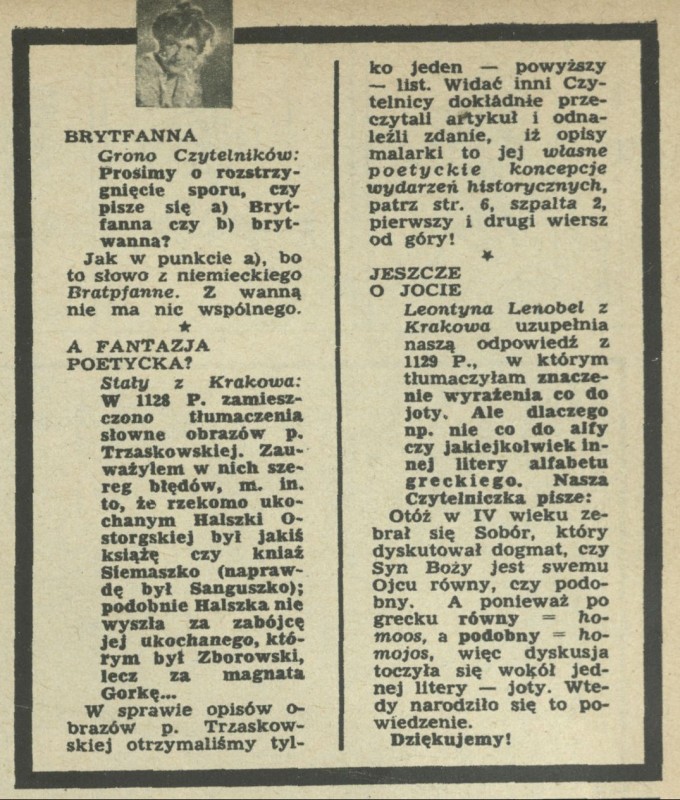 BRYTFANNA
Grono Czytelników:
Prosimy o rozstrzy-
gnięcie sporu, czy
pisze się a) Bryt-
fanna czy b) bryt-
wanna?
Jak w punkcie a), bo
to słowo z niemieckiego
Bratpfanne. Z wanną
nie ma nic wspólnego.
★
A FANTAZJA
POETYCKA?
Stały z Krakowa:
W 1128 P. zamiesz-
czono tłumaczenia
słowne obrazów p.
Trzaskowskiej. Zau-
ważyłem w nich sze-
reg błędów, m. in.
to, że rzekomo uko-
chanym Halszki O-
storgskiej był jakiś
książę czy kniaź
Siemaszko (napraw-
dę był Sanguszko);
podobnie Halszka nie
wyszła za zabójcę
jej ukochanego, któ-
rym był Zborowski,
lecz za magnata
Gorkę...
W sprawie opisów o-
brazów p. Trzaskow-
skiej otrzymaliśmy tyl-
ko jeden — powyższy
— list. Widać inni Czy-
telnicy dokładnie prze-
czytali artykuł i odna-
leźli zdanie, iż opisy
malarki to jej własne
poetyckie koncepcje
wydarzeń historycznych,
patrz str. 6, szpalta 2,
pierwszy i drugi wiersz
od góry!
★
JESZCZE
O JOCIE
Leontyna Lenobel z
Krakowa uzupełnia
naszą odpowiedź z
1129 P., w którym
tłumaczyłam znacze-
nie wyrażenia co do
joty. Ale dlaczego
np. nie co do alfy
czy jakiejkolwiek in-
nej litery alfabetu
greckiego. Nasza
Czytelniczka pisze:
Otóż w IV wieku ze-
brał się Sobór, który
dyskutował dogmat, czy
Syn Boży jest swemu
Ojcu równy, czy podo-
bny. A ponieważ po
grecku równy = ho-
moos, a podobny = ho-
mojos, więc dyskusja
toczyła się wokół jed-
nej litery — joty. Wte-
dy narodziło się to po-
wiedzenie.
Dziękujemy!